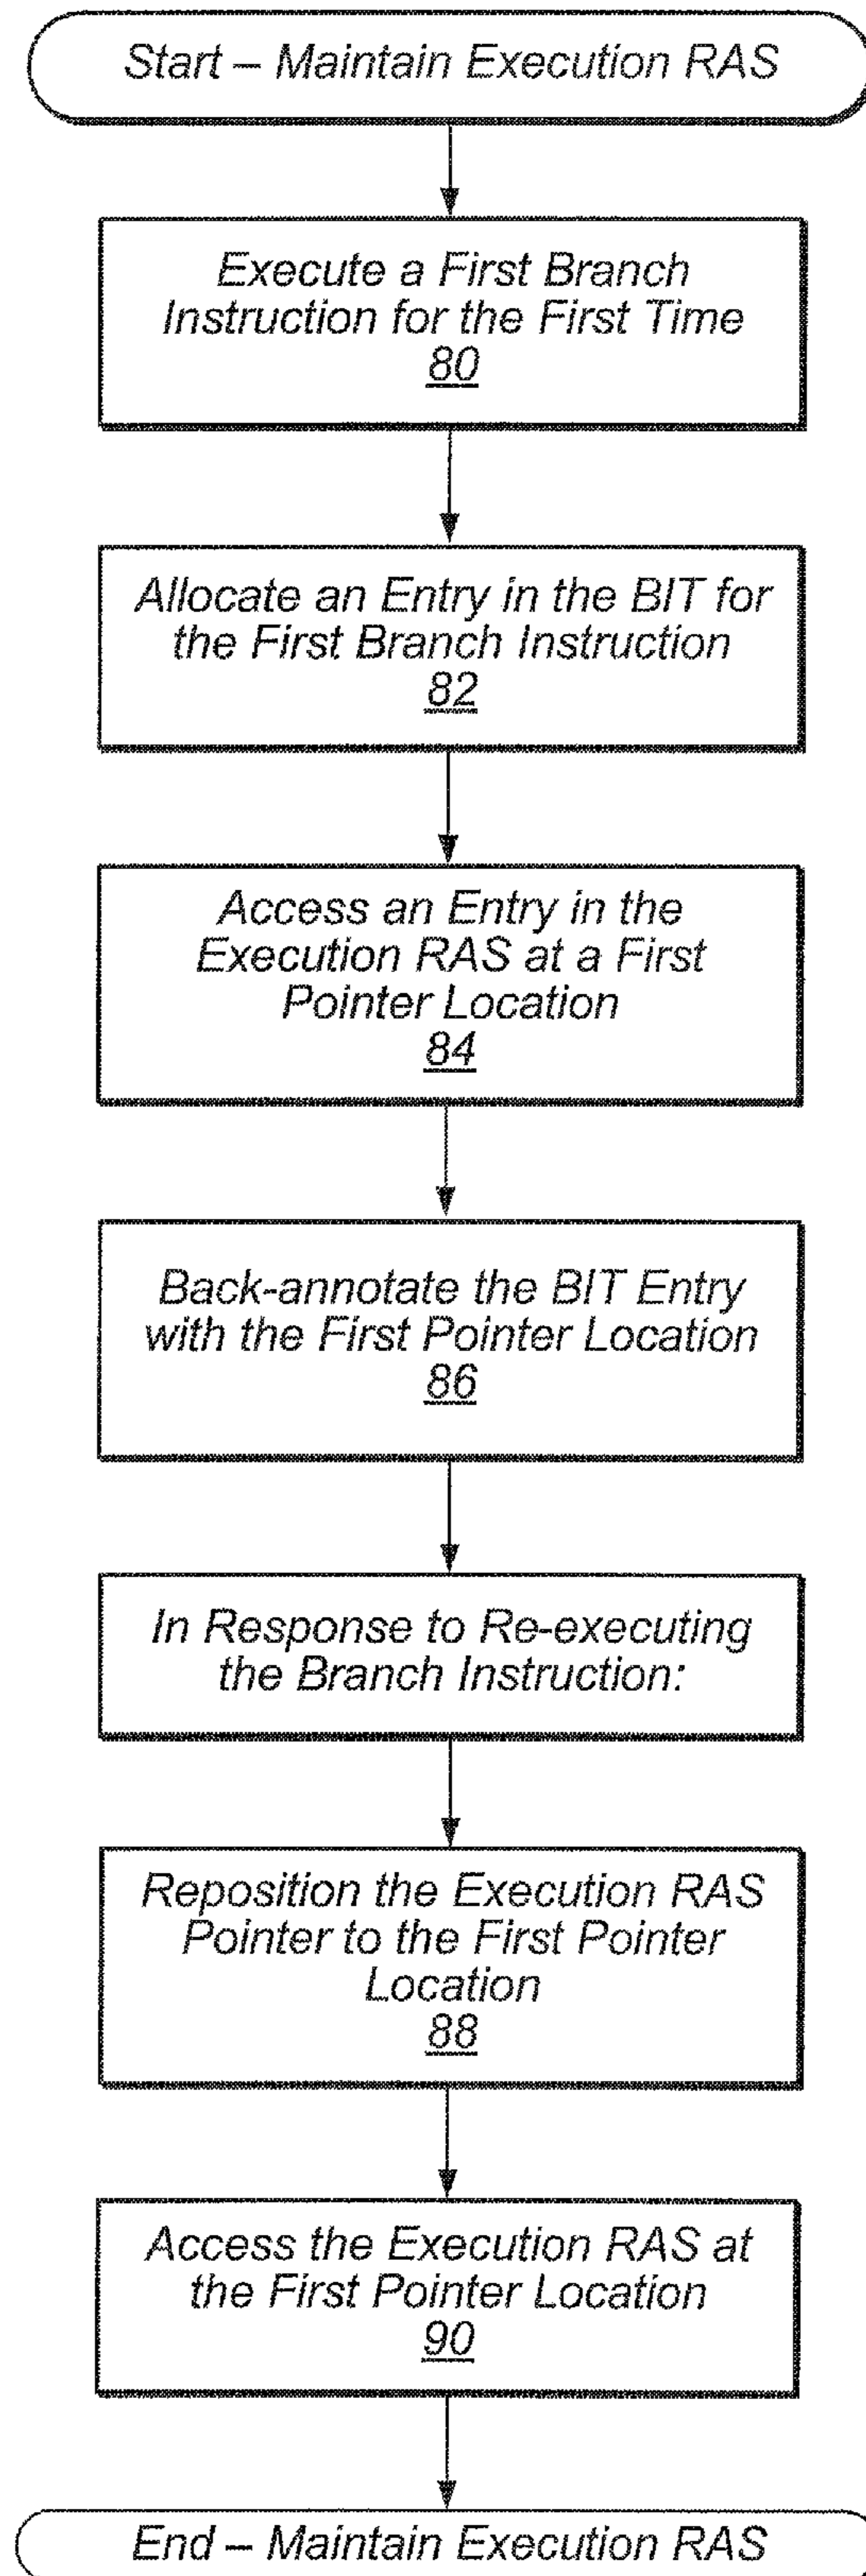 Start – Maintain Execution RAS
Execute a First Branch
Instruction for the First Time
80
Allocate an Entry in the BIT for
the First Branch Instruction
82
Access an Entry in the
Execution RAS at a First
Pointer Location
84
Back-annotate the BIT Entry
with the First Pointer Location
86
In Response to Re-executing
the Branch Instruction:
Reposition the Execution RAS
Pointer to the First Pointer
Location
88
Access the Execution RAS at
the First Pointer Location
90
End – Maintain Execution RAS